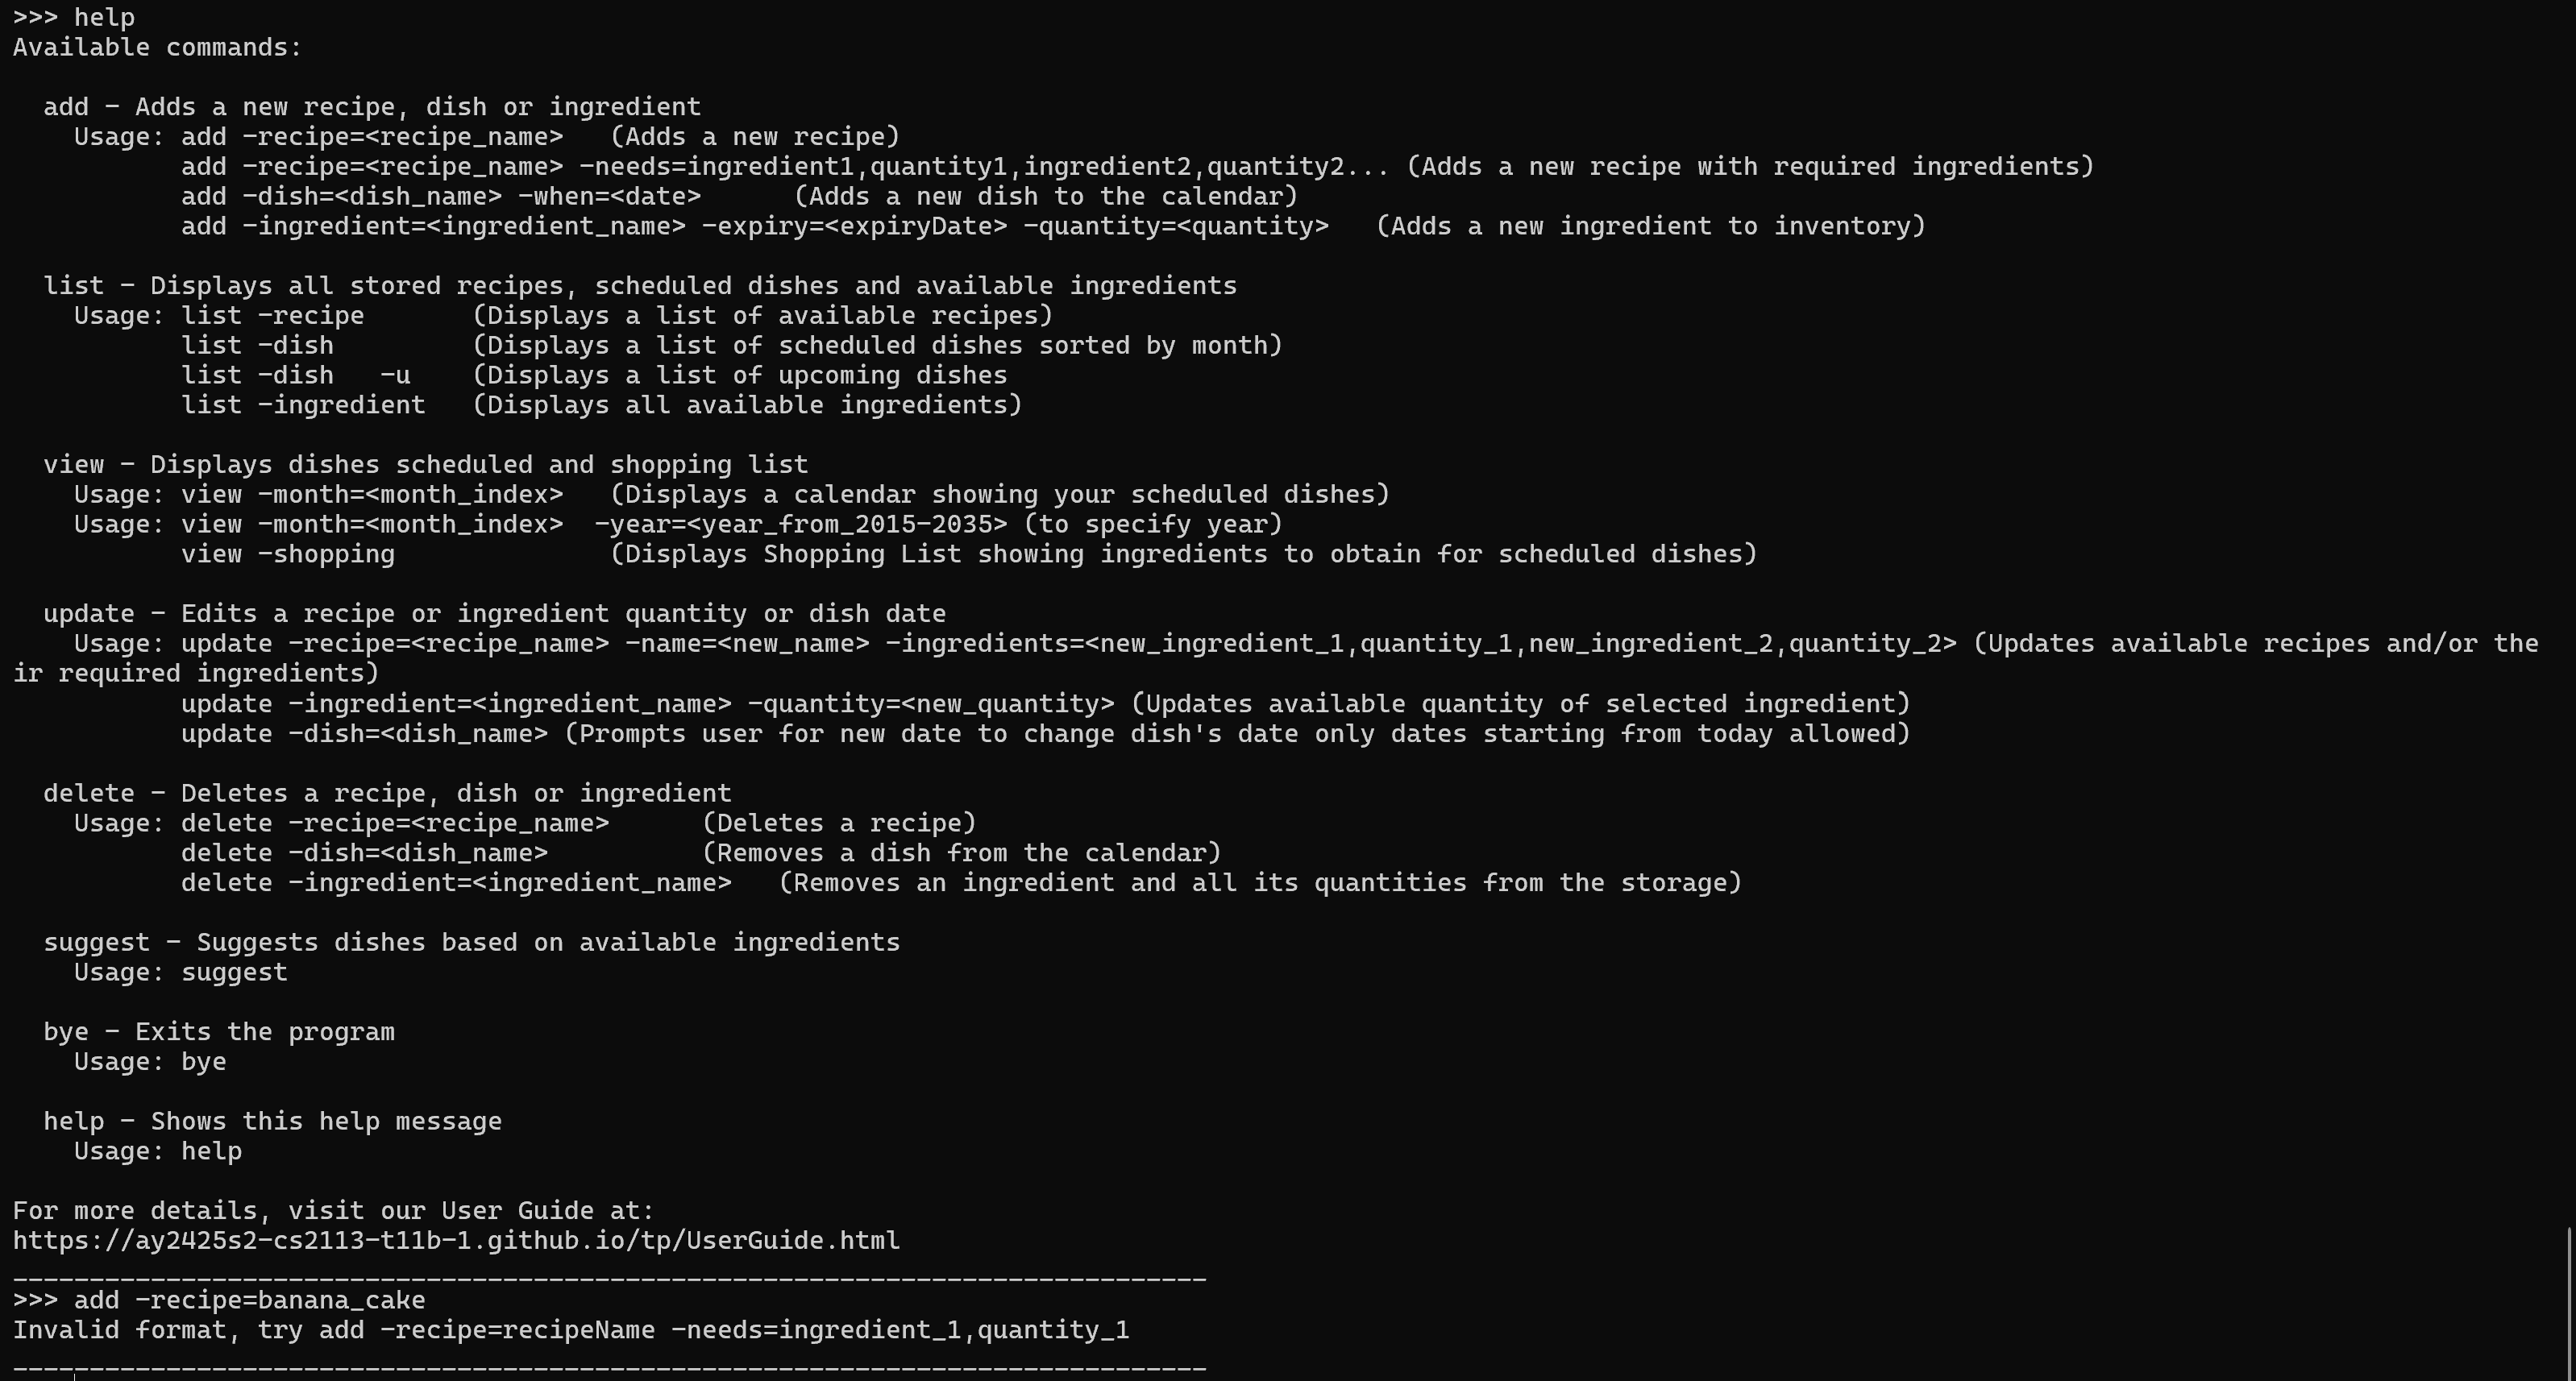 >>> help
Available commands:
add - Adds a new recipe, dish or ingredient
Usage: add -recipe=<recipe_name>   (Adds a new recipe)
add -recipe=<recipe_name> -needs=ingredient1,quantity1,ingredient2,quantity2... (Adds a new recipe with required ingredients)
add -dish=<dish_name> -when=<date>      (Adds a new dish to the calendar)
add -ingredient=<ingredient_name> -expiry=<expiryDate> -quantity=<quantity>   (Adds a new ingredient to inventory)
list - Displays all stored recipes, scheduled dishes and available ingredients
Usage: list -recipe       (Displays a list of available recipes)
list -dish         (Displays a list of scheduled dishes sorted by month)
list -dish   -u    (Displays a list of upcoming dishes
list -ingredient   (Displays all available ingredients)
view - Displays dishes scheduled and shopping list
Usage: view -month=<month_index>   (Displays a calendar showing your scheduled dishes)
Usage: view -month=<month_index>  -year=<year_from_2015-2035> (to specify year)
view -shopping              (Displays Shopping List showing ingredients to obtain for scheduled dishes)
update - Edits a recipe or ingredient quantity or dish date
Usage: update -recipe=<recipe_name> -name=<new_name> -ingredients=<new_ingredient_1,quantity_1,new_ingredient_2,quantity_2> (Updates available recipes and/or the
ir required ingredients)
update -ingredient=<ingredient_name> -quantity=<new_quantity> (Updates available quantity of selected ingredient)
update -dish=<dish_name> (Prompts user for new date to change dish's date only dates starting from today allowed)
delete - Deletes a recipe, dish or ingredient
Usage: delete -recipe=<recipe_name>      (Deletes a recipe)
delete -dish=<dish_name>          (Removes a dish from the calendar)
delete -ingredient=<ingredient_name>   (Removes an ingredient and all its quantities from the storage)
suggest - Suggests dishes based on available ingredients
Usage: suggest
bye - Exits the program
Usage: bye
help - Shows this help message
Usage: help
For more details, visit our User Guide at:
https://ay2425s2-cs2113-t11b-1.github.io/tp/UserGuide.html
______________________________________________________________________________
>>> add -recipe=banana_cake
Invalid format, try add -recipe=recipeName -needs=ingredient_1,quantity_1
______________________________________________________________________________